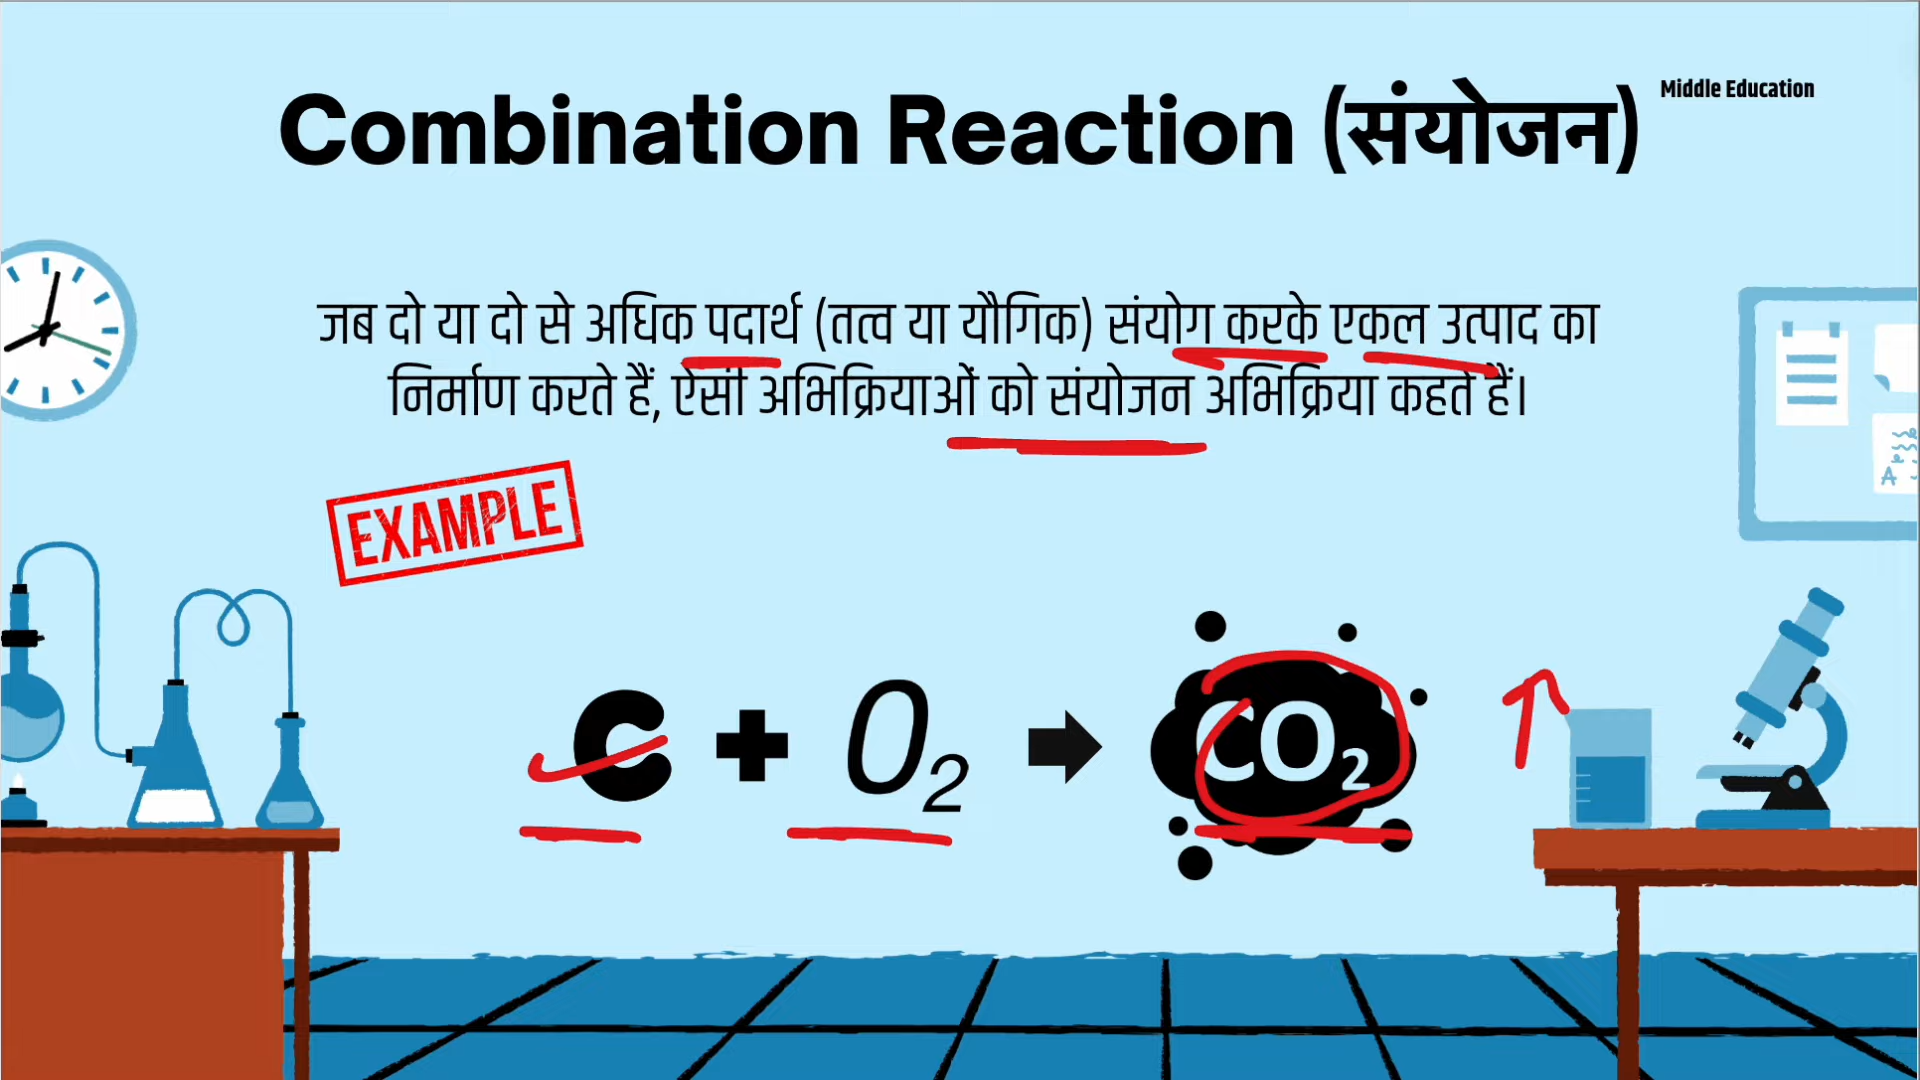 Combination Reaction (संयोजन)
Middle Education
जब दो या दो से अधिक पदार्थ (तत्व या यौगिक) संयोग करके एकल उत्पाद का
निर्माण करते हैं, ऐसी अभिक्रियाओं को संयोजन अभिक्रिया कहते हैं।
EXAMPLE
C + O₂ → CO₂ ↑
A